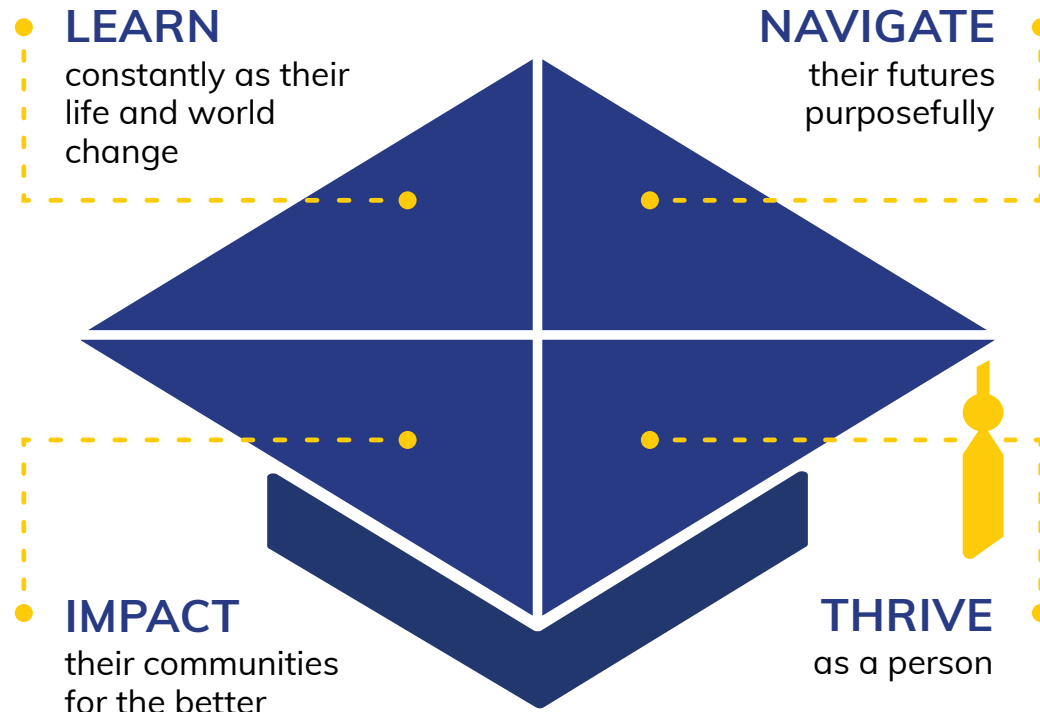 LEARN
constantly as their
life and world
change
NAVIGATE
their futures
purposefully
IMPACT
their communities
for the better
THRIVE
as a person